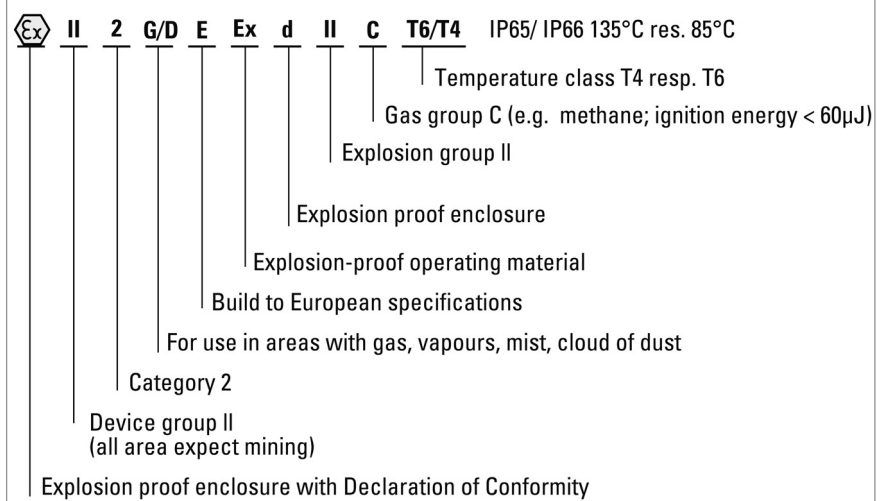 Ex II 2 G/D E Ex d II C T6/T4 IP65/ IP66 135°C res. 85°C
Temperature class T4 resp. T6
Gas group C (e.g. methane; ignition energy < 60µJ)
Explosion group II
Explosion proof enclosure
Explosion-proof operating material
Build to European specifications
For use in areas with gas, vapours, mist, cloud of dust
Category 2
Device group II
(all area expect mining)
Explosion proof enclosure with Declaration of Conformity